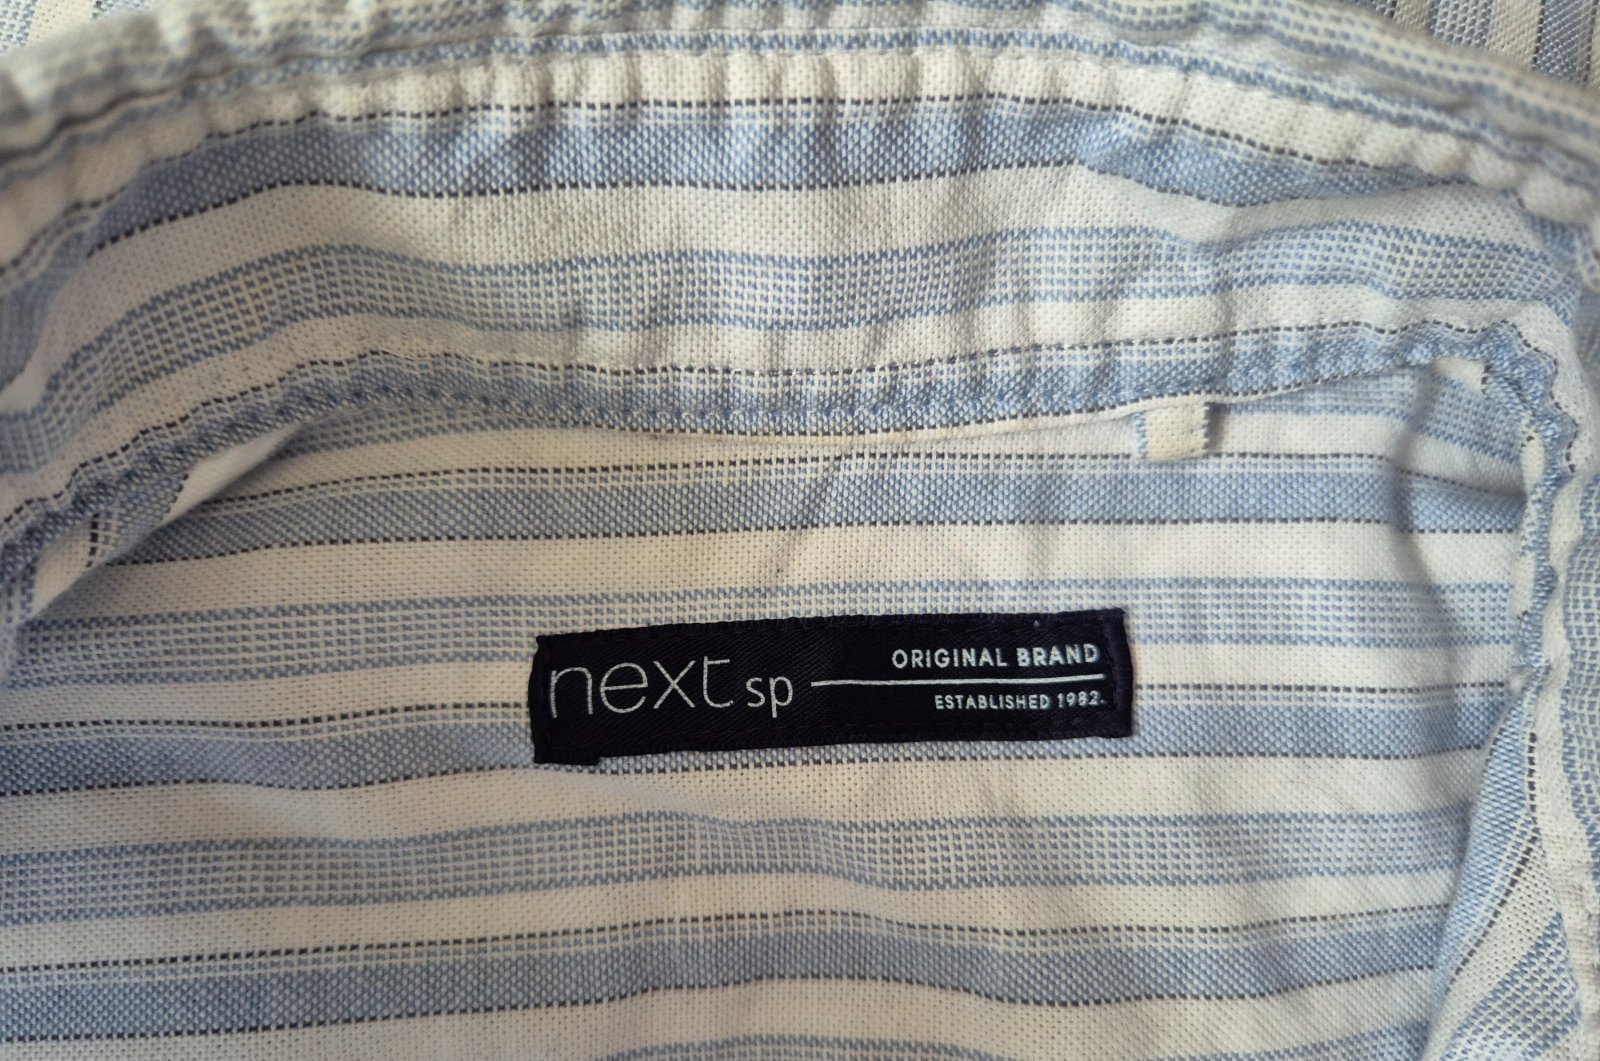 next sp
ORIGINAL BRAND
ESTABLISHED 1982.